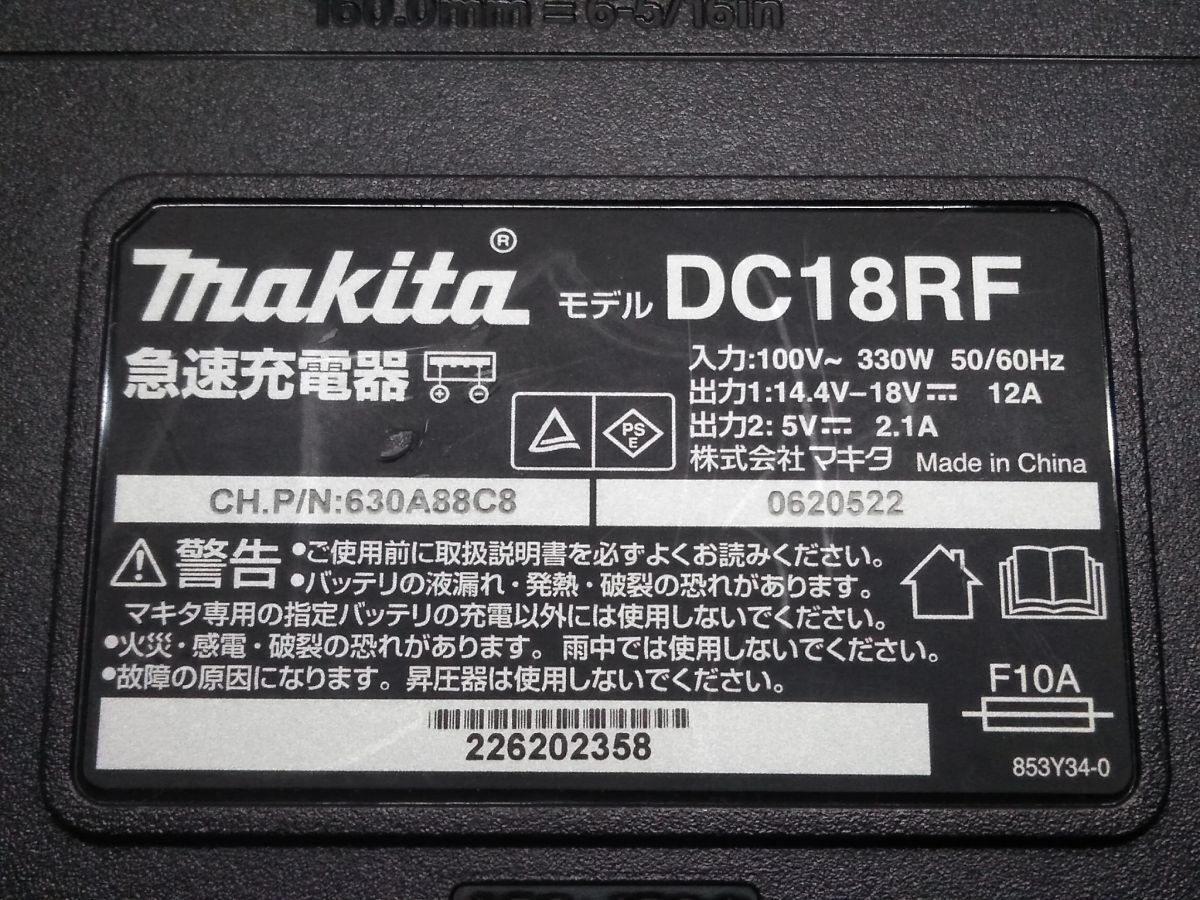 160.0mm = 6-5/16in
makita®
モデル DC18RF
急速充電器
入力:100V~ 330W 50/60Hz
出力1:14.4V–18V⎓ 12A
出力2: 5V⎓ 2.1A
PS
E
株式会社 マキタ Made in China
CH.P/N:630A88C8
0620522
警告 •ご使用前に取扱説明書を必ずよくお読みください。
•バッテリの液漏れ・発熱・破裂の恐れがあります。
マキタ専用の指定バッテリの充電以外には使用しないでください。
•火災・感電・破裂の恐れがあります。雨中では使用しないでください。
•故障の原因になります。昇圧器は使用しないでください。
F10A
226202358
853Y34-0